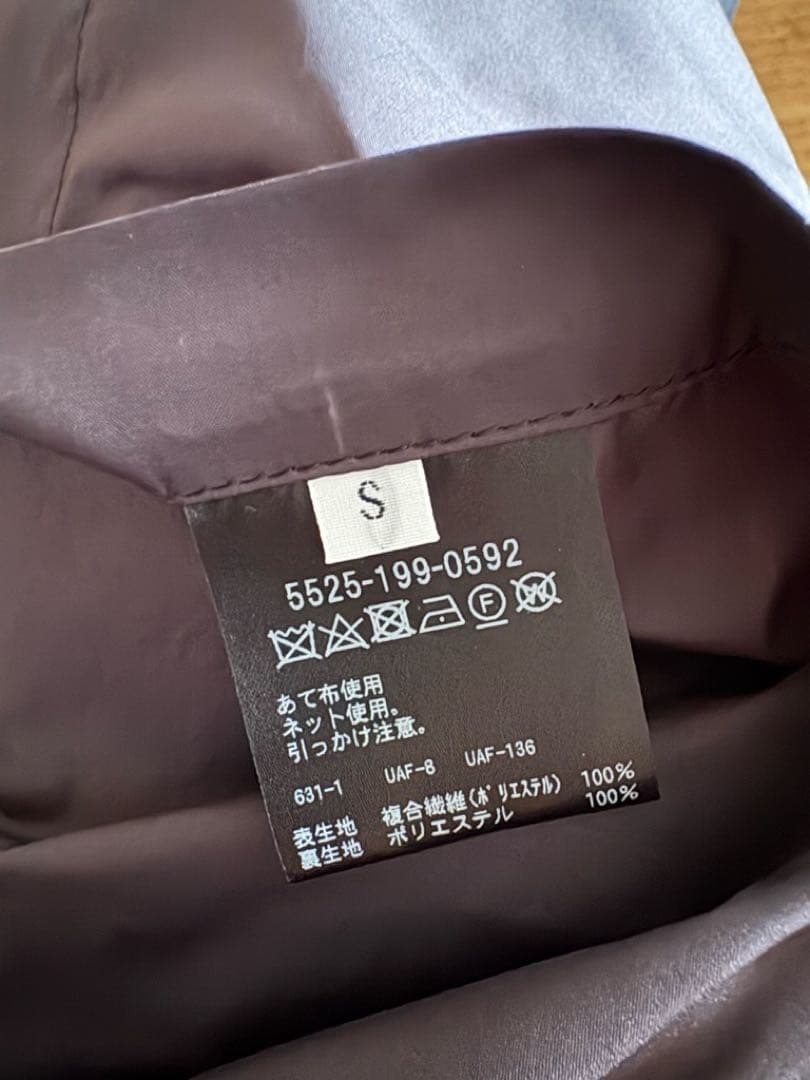 S
5525-199-0592
F W
あて布使用
ネット使用。
引っかけ注意。
631-1 UAF-8 UAF-136
表生地 複合繊維(ポリエステル) 100%
裏生地 ポリエステル 100%